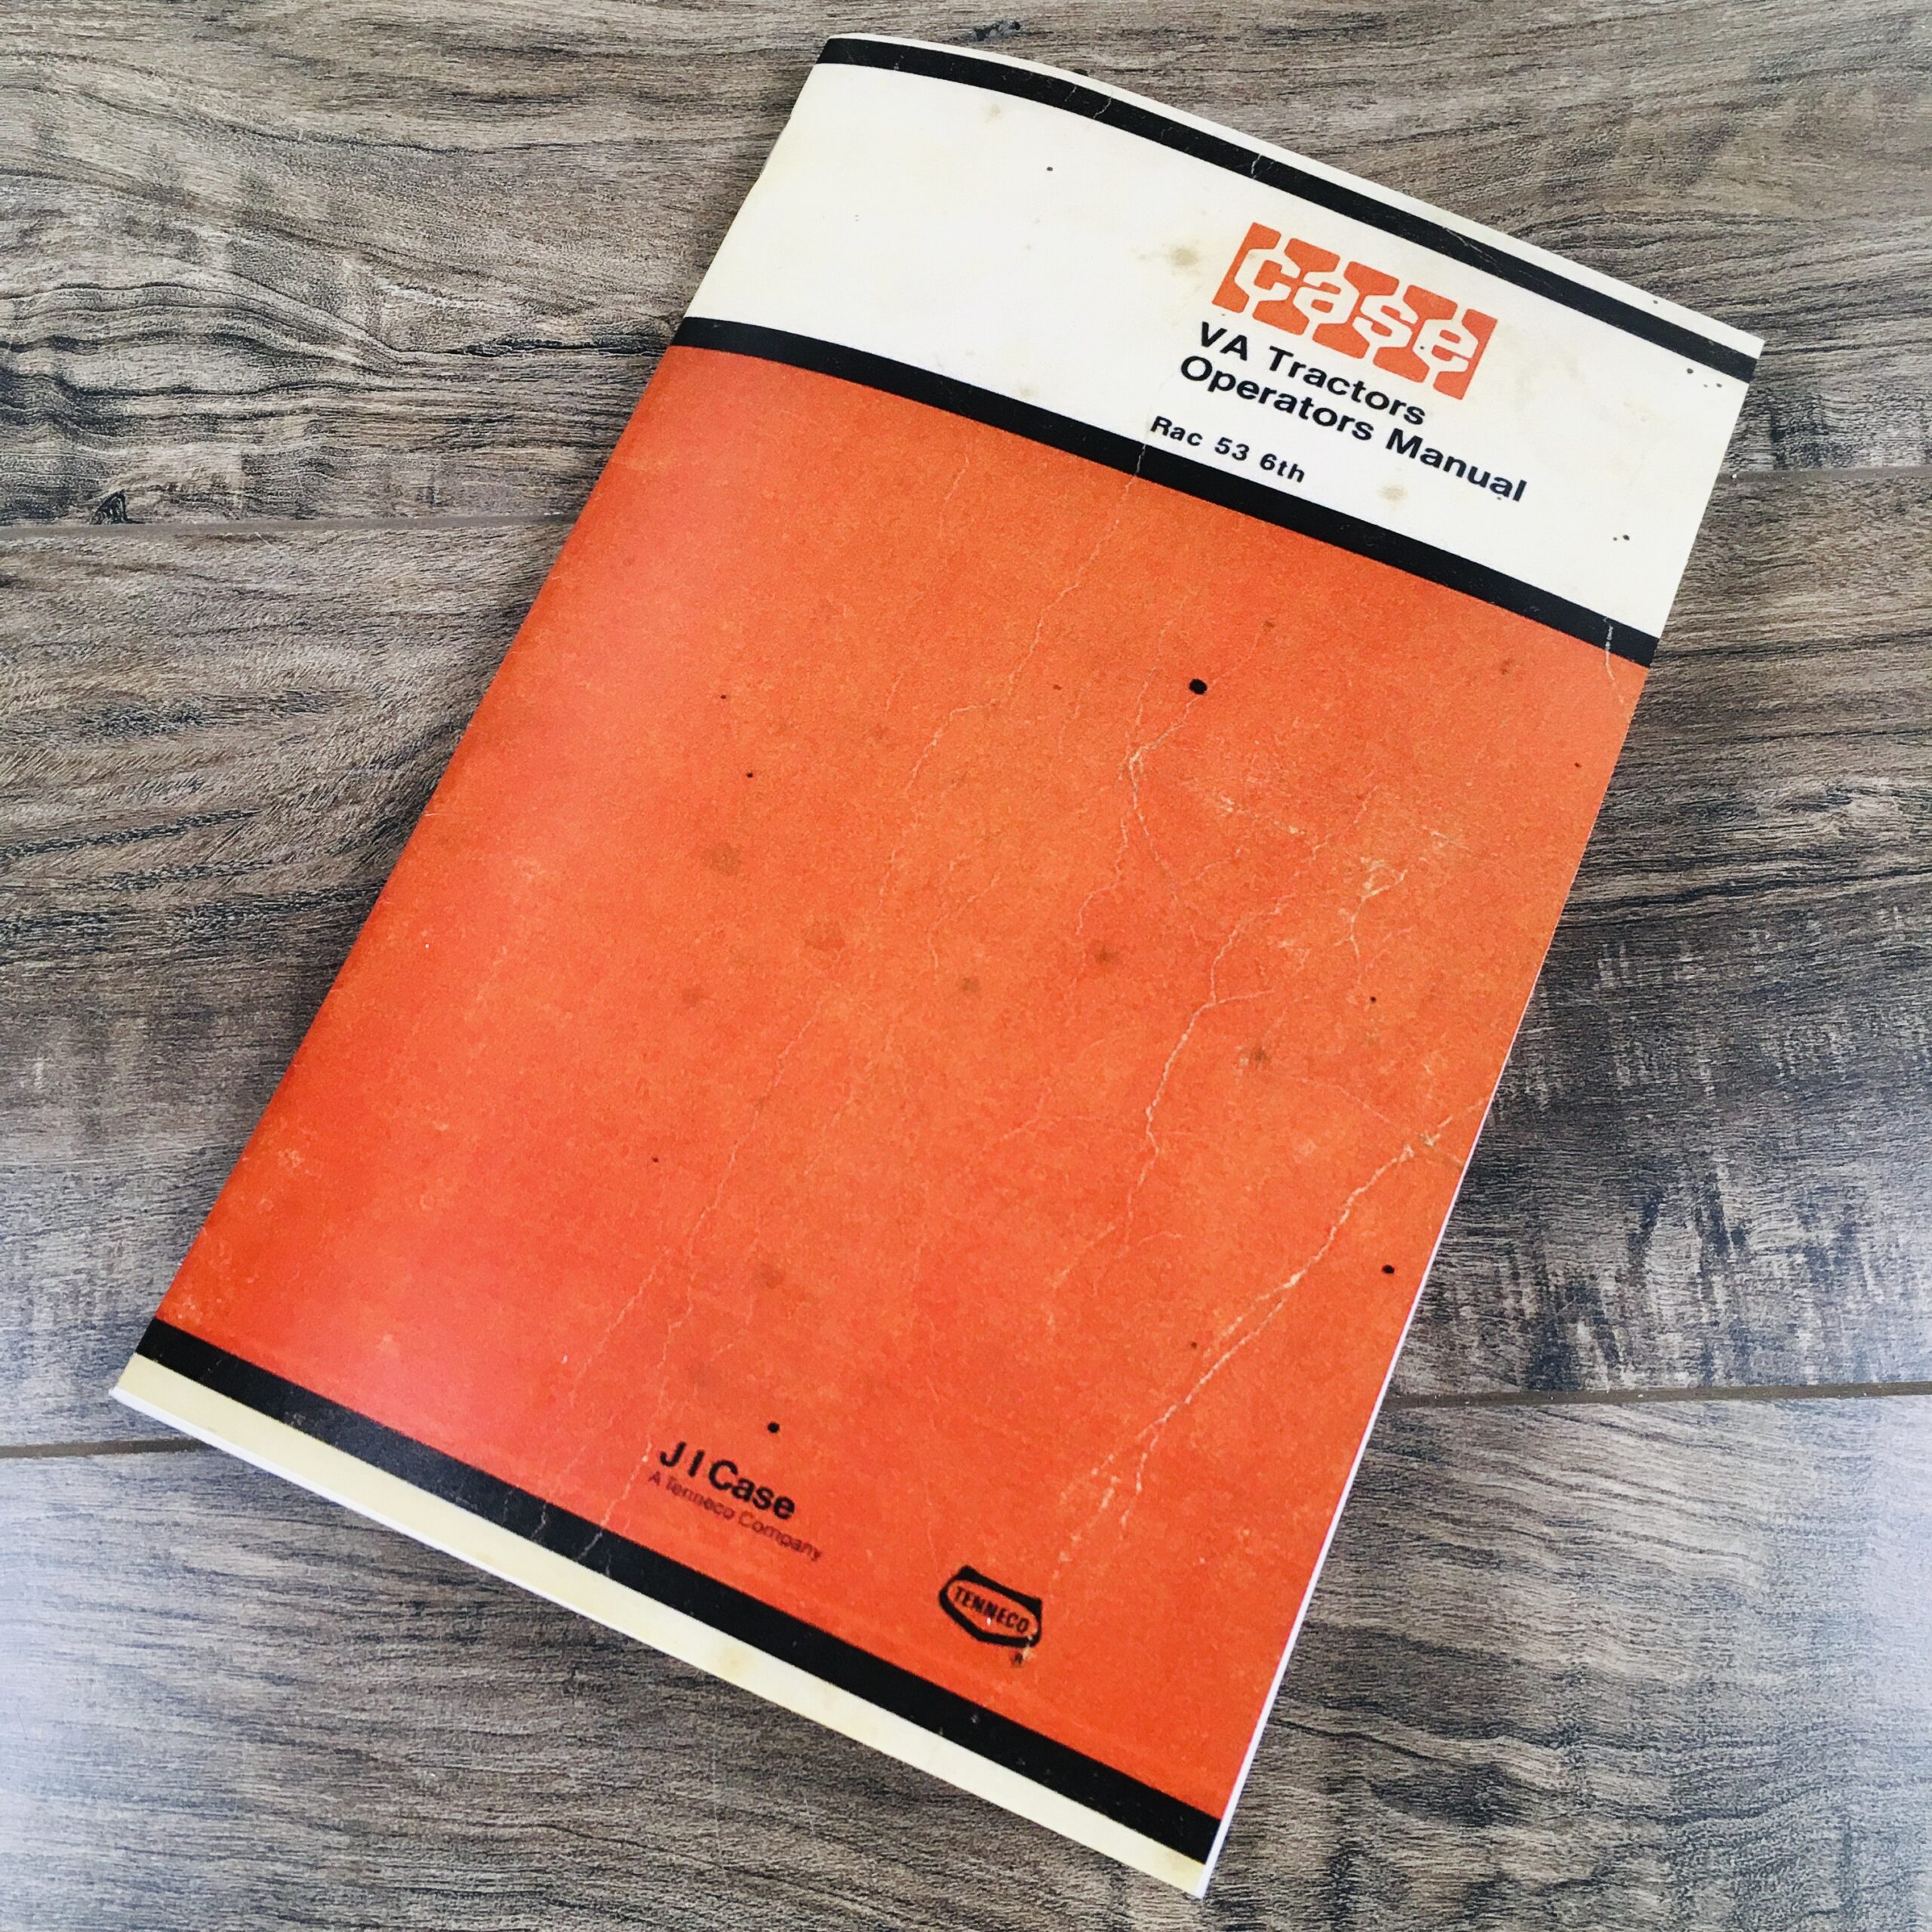 case
VA Tractors
Operators Manual
Rac 53 6th
J I Case
A Tenneco Company
TENNECO
®